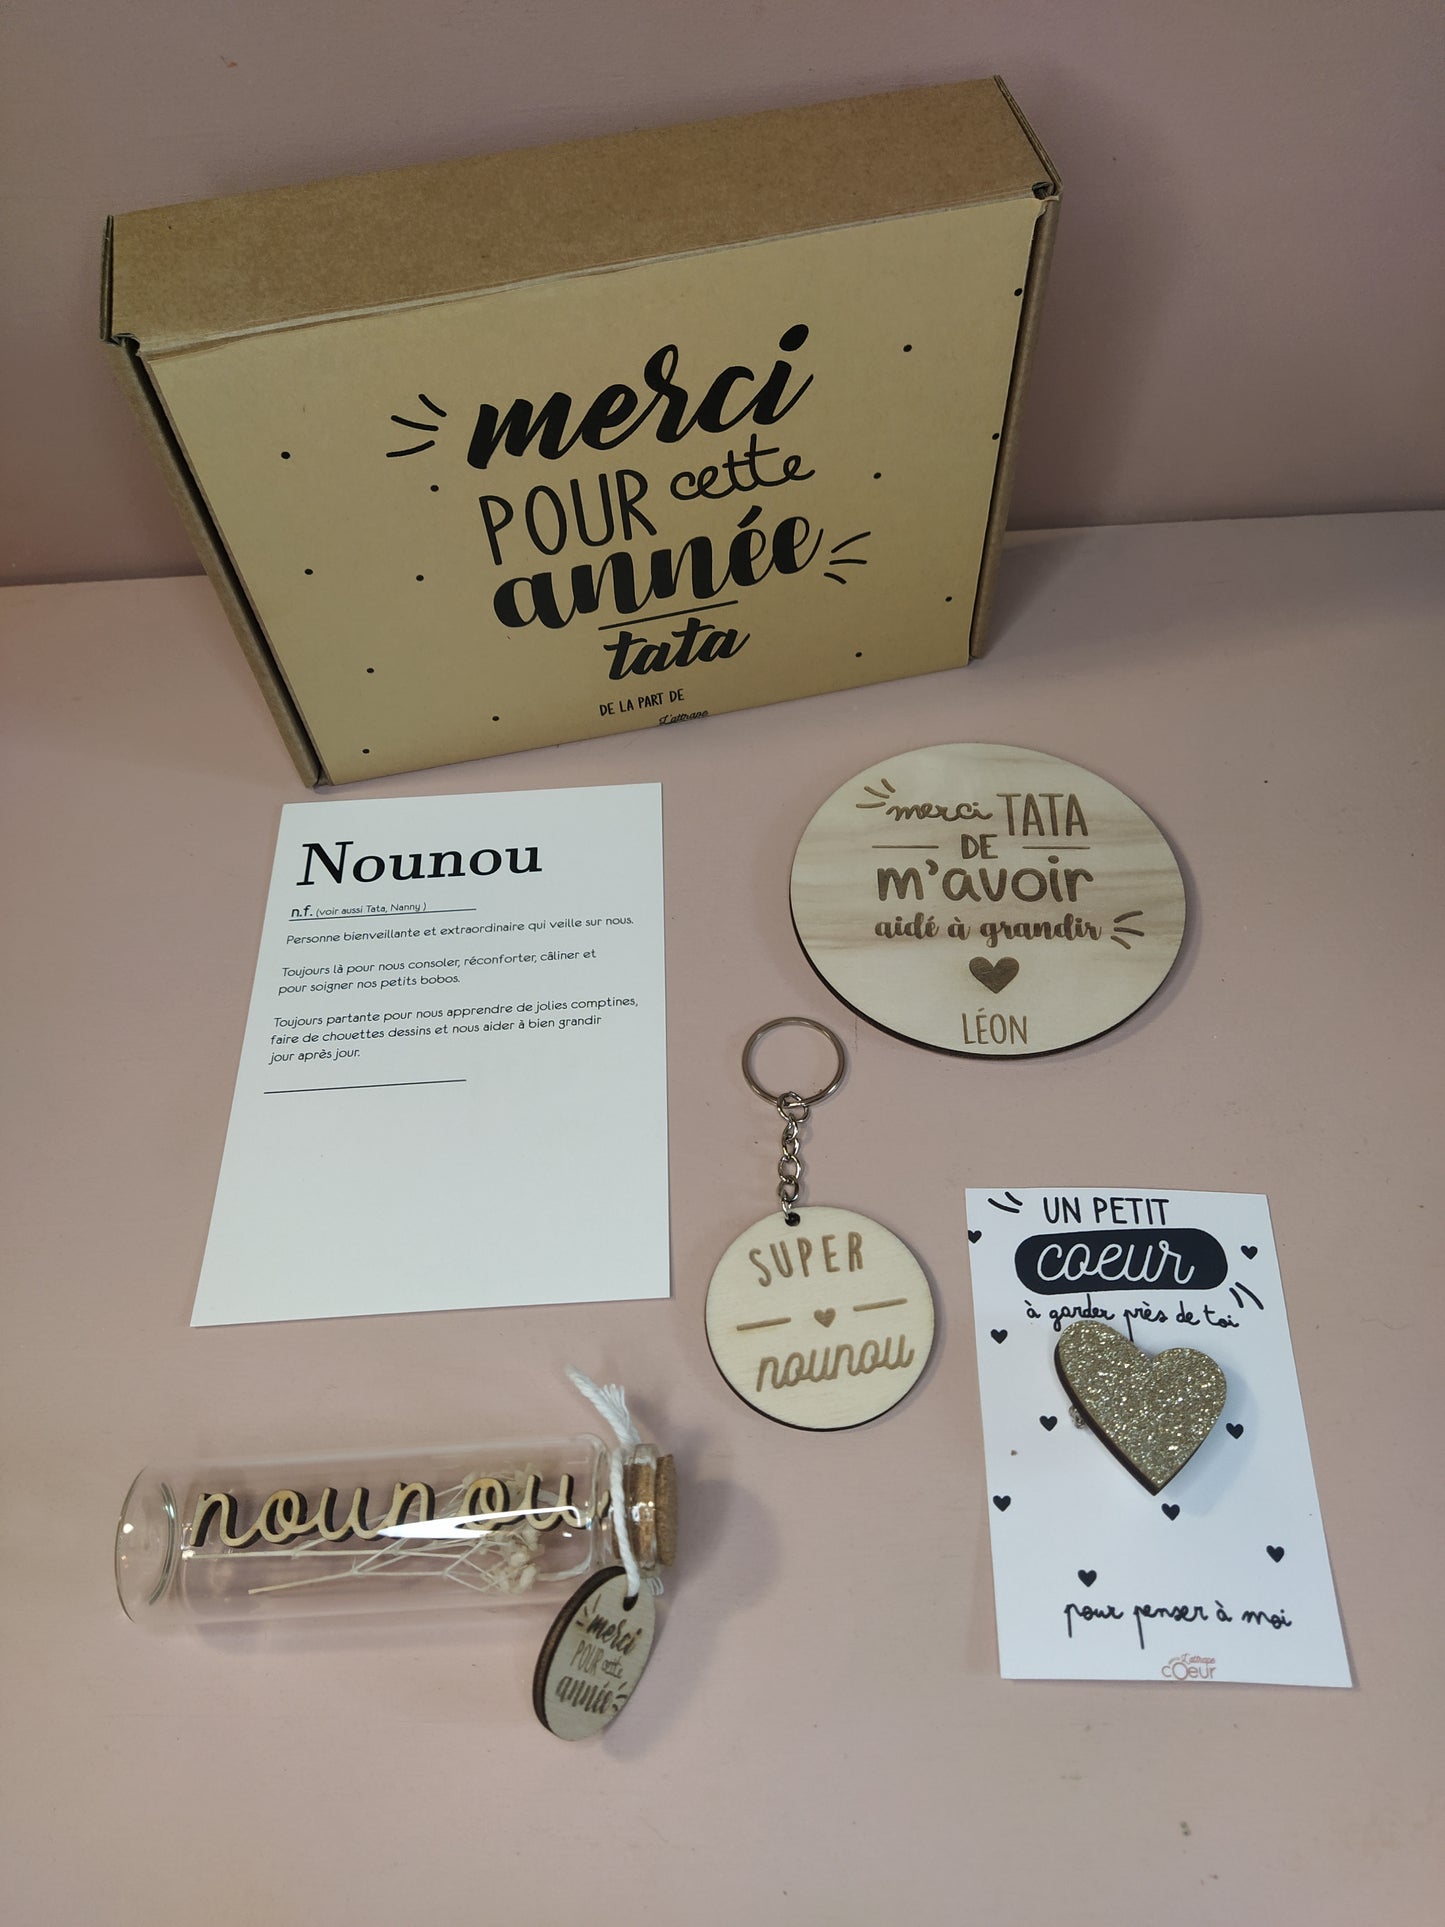 merci
POUR cette
année
tata
DE LA PART DE
L'attrape
Nounou
n.f. (voir aussi Tata, Nanny )
Personne bienveillante et extraordinaire qui veille sur nous.
Toujours là pour nous consoler, réconforter, câliner et
pour soigner nos petits bobos.
Toujours partante pour nous apprendre de jolies comptines,
faire de chouettes dessins et nous aider à bien grandir
jour après jour.
merci TATA
DE
m'avoir
aidé à grandir
LÉON
SUPER
nounou
UN PETIT
coeur
à garder près de toi
pour penser à moi
L'attrape
cOeur
nounou
merci
POUR cette
année